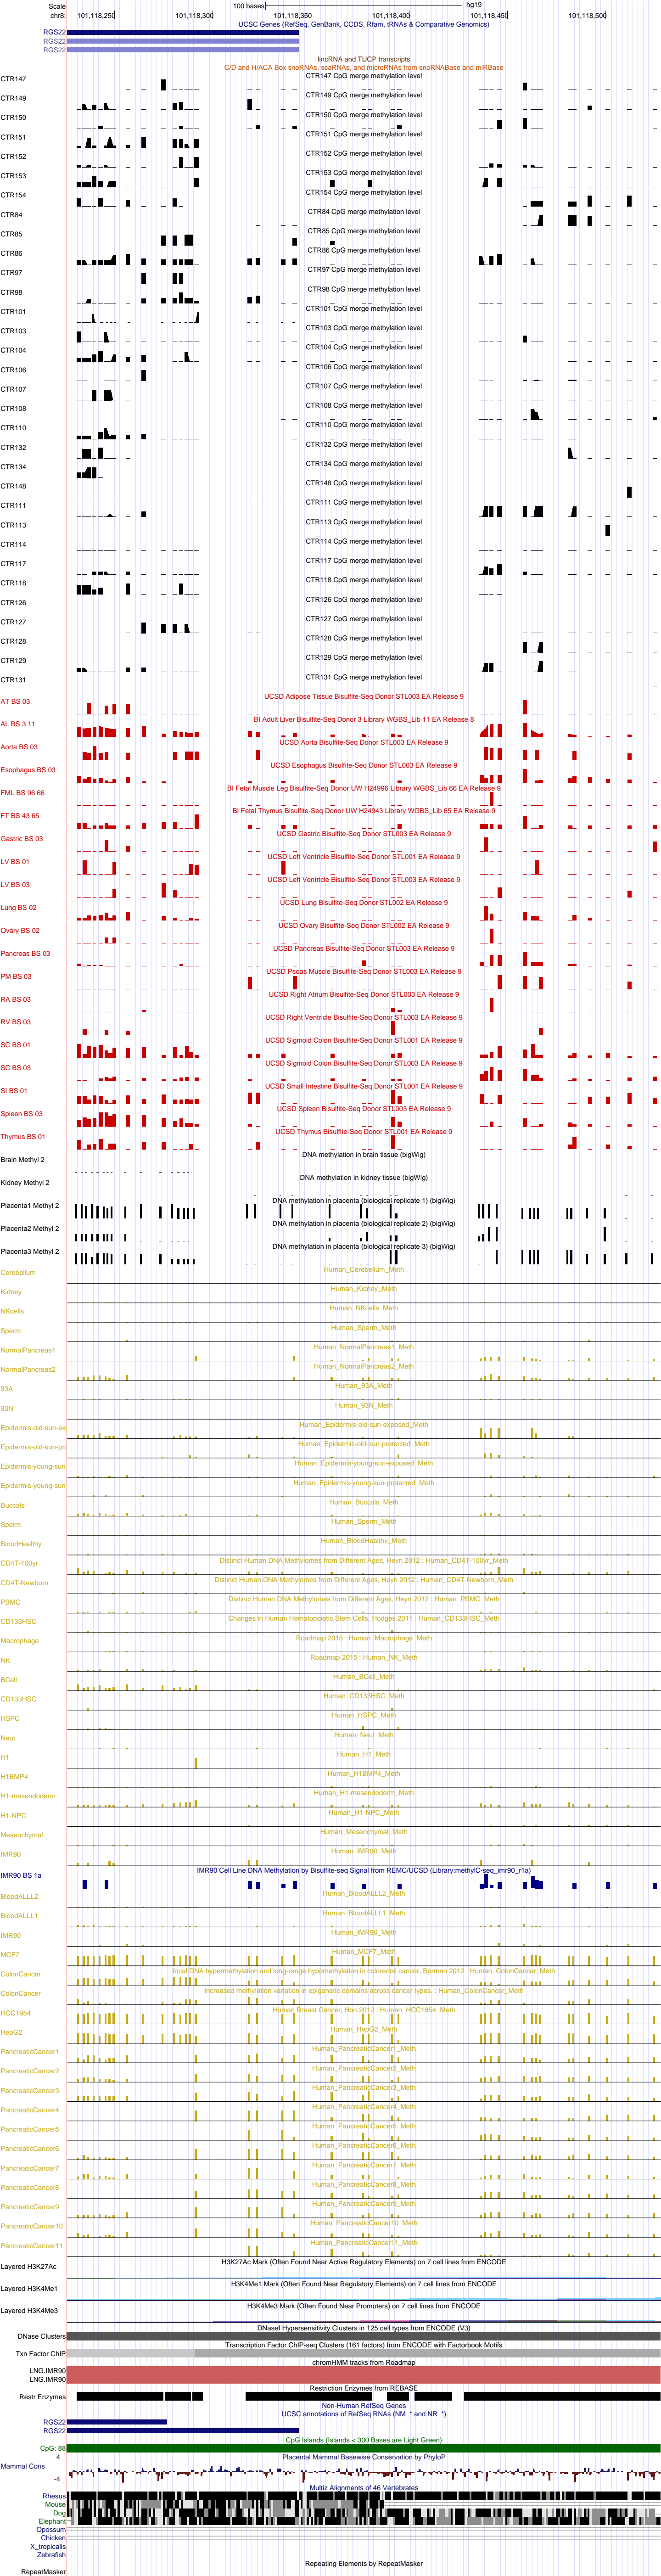 Scale 100 bases hg19
chr8: 101,118,250 101,118,300 101,118,350 101,118,400 101,118,450 101,118,500
UCSC Genes (RefSeq, GenBank, CCDS, Rfam, tRNAs & Comparative Genomics)
RGS22
RGS22
RGS22
lincRNA and TUCP transcripts
C/D and H/ACA Box snoRNAs, scaRNAs, and microRNAs from snoRNABase and miRBase
CTR147 CTR147 CpG merge methylation level
CTR149 CTR149 CpG merge methylation level
CTR150 CTR150 CpG merge methylation level
CTR151 CTR151 CpG merge methylation level
CTR152 CTR152 CpG merge methylation level
CTR153 CTR153 CpG merge methylation level
CTR154 CTR154 CpG merge methylation level
CTR84 CTR84 CpG merge methylation level
CTR85 CTR85 CpG merge methylation level
CTR86 CTR86 CpG merge methylation level
CTR97 CTR97 CpG merge methylation level
CTR98 CTR98 CpG merge methylation level
CTR101 CTR101 CpG merge methylation level
CTR103 CTR103 CpG merge methylation level
CTR104 CTR104 CpG merge methylation level
CTR106 CTR106 CpG merge methylation level
CTR107 CTR107 CpG merge methylation level
CTR108 CTR108 CpG merge methylation level
CTR110 CTR110 CpG merge methylation level
CTR132 CTR132 CpG merge methylation level
CTR134 CTR134 CpG merge methylation level
CTR148 CTR148 CpG merge methylation level
CTR111 CTR111 CpG merge methylation level
CTR113 CTR113 CpG merge methylation level
CTR114 CTR114 CpG merge methylation level
CTR117 CTR117 CpG merge methylation level
CTR118 CTR118 CpG merge methylation level
CTR126 CTR126 CpG merge methylation level
CTR127 CTR127 CpG merge methylation level
CTR128 CTR128 CpG merge methylation level
CTR129 CTR129 CpG merge methylation level
CTR131 CTR131 CpG merge methylation level
AT BS 03 UCSD Adipose Tissue Bisulfite-Seq Donor STL003 EA Release 9
AL BS 3 11 BI Adult Liver Bisulfite-Seq Donor 3 Library WGBS_Lib 11 EA Release 8
Aorta BS 03 UCSD Aorta Bisulfite-Seq Donor STL003 EA Release 9
Esophagus BS 03 UCSD Esophagus Bisulfite-Seq Donor STL003 EA Release 9
FML BS 96 66 BI Fetal Muscle Leg Bisulfite-Seq Donor UW H24996 Library WGBS_Lib 66 EA Release 9
FT BS 43 65 BI Fetal Thymus Bisulfite-Seq Donor UW H24943 Library WGBS_Lib 65 EA Release 9
Gastric BS 03 UCSD Gastric Bisulfite-Seq Donor STL003 EA Release 9
LV BS 01 UCSD Left Ventricle Bisulfite-Seq Donor STL001 EA Release 9
LV BS 03 UCSD Left Ventricle Bisulfite-Seq Donor STL003 EA Release 9
Lung BS 02 UCSD Lung Bisulfite-Seq Donor STL002 EA Release 9
Ovary BS 02 UCSD Ovary Bisulfite-Seq Donor STL002 EA Release 9
Pancreas BS 03 UCSD Pancreas Bisulfite-Seq Donor STL003 EA Release 9
PM BS 03 UCSD Psoas Muscle Bisulfite-Seq Donor STL003 EA Release 9
RA BS 03 UCSD Right Atrium Bisulfite-Seq Donor STL003 EA Release 9
RV BS 03 UCSD Right Ventricle Bisulfite-Seq Donor STL003 EA Release 9
SC BS 01 UCSD Sigmoid Colon Bisulfite-Seq Donor STL001 EA Release 9
SC BS 03 UCSD Sigmoid Colon Bisulfite-Seq Donor STL003 EA Release 9
SI BS 01 UCSD Small Intestine Bisulfite-Seq Donor STL001 EA Release 9
Spleen BS 03 UCSD Spleen Bisulfite-Seq Donor STL003 EA Release 9
Thymus BS 01 UCSD Thymus Bisulfite-Seq Donor STL001 EA Release 9
Brain Methyl 2 DNA methylation in brain tissue (bigWig)
Kidney Methyl 2 DNA methylation in kidney tissue (bigWig)
Placenta1 Methyl 2 DNA methylation in placenta (biological replicate 1) (bigWig)
Placenta2 Methyl 2 DNA methylation in placenta (biological replicate 2) (bigWig)
Placenta3 Methyl 2 DNA methylation in placenta (biological replicate 3) (bigWig)
Cerebellum Human_Cerebellum_Meth
Kidney Human_Kidney_Meth
NKcells Human_NKcells_Meth
Sperm Human_Sperm_Meth
NormalPancreas1 Human_NormalPancreas1_Meth
NormalPancreas2 Human_NormalPancreas2_Meth
93A Human_93A_Meth
93N Human_93N_Meth
Epidermis-old-sun-exp Human_Epidermis-old-sun-exposed_Meth
Epidermis-old-sun-pro Human_Epidermis-old-sun-protected_Meth
Epidermis-young-sun- Human_Epidermis-young-sun-exposed_Meth
Epidermis-young-sun- Human_Epidermis-young-sun-protected_Meth
Buccals Human_Buccals_Meth
Sperm Human_Sperm_Meth
BloodHealthy Human_BloodHealthy_Meth
CD4T-100yr Distinct Human DNA Methylomes from Different Ages, Heyn 2012 : Human_CD4T-100yr_Meth
CD4T-Newborn Distinct Human DNA Methylomes from Different Ages, Heyn 2012 : Human_CD4T-Newborn_Meth
PBMC Distinct Human DNA Methylomes from Different Ages, Heyn 2012 : Human_PBMC_Meth
CD133HSC Changes in Human Hematopoietic Stem Cells, Hodges 2011 : Human_CD133HSC_Meth
Macrophage Roadmap 2015 : Human_Macrophage_Meth
NK Roadmap 2015 : Human_NK_Meth
BCell Human_BCell_Meth
CD133HSC Human_CD133HSC_Meth
HSPC Human_HSPC_Meth
Neut Human_Neut_Meth
H1 Human_H1_Meth
H1BMP4 Human_H1BMP4_Meth
H1-mesendoderm Human_H1-mesendoderm_Meth
H1-NPC Human_H1-NPC_Meth
Mesenchymal Human_Mesenchymal_Meth
IMR90 Human_IMR90_Meth
IMR90 BS 1a IMR90 Cell Line DNA Methylation by Bisulfite-seq Signal from REMC/UCSD (Library:methylC-seq_imr90_r1a)
BloodALLL2 Human_BloodALLL2_Meth
BloodALLL1 Human_BloodALLL1_Meth
IMR90 Human_IMR90_Meth
MCF7 Human_MCF7_Meth
ColonCancer focal DNA hypermethylation and long-range hypomethylation in colorectal cancer, Berman 2012 : Human_ColonCancer_Meth
ColonCancer Increased methylation variation in epigenetic domains across cancer types. : Human_ColonCancer_Meth
HCC1954 Human Breast Cancer, Hon 2012 : Human_HCC1954_Meth
HepG2 Human_HepG2_Meth
PancreaticCancer1 Human_PancreaticCancer1_Meth
PancreaticCancer2 Human_PancreaticCancer2_Meth
PancreaticCancer3 Human_PancreaticCancer3_Meth
PancreaticCancer4 Human_PancreaticCancer4_Meth
PancreaticCancer5 Human_PancreaticCancer5_Meth
PancreaticCancer6 Human_PancreaticCancer6_Meth
PancreaticCancer7 Human_PancreaticCancer7_Meth
PancreaticCancer8 Human_PancreaticCancer8_Meth
PancreaticCancer9 Human_PancreaticCancer9_Meth
PancreaticCancer10 Human_PancreaticCancer10_Meth
PancreaticCancer11 Human_PancreaticCancer11_Meth
Layered H3K27Ac H3K27Ac Mark (Often Found Near Active Regulatory Elements) on 7 cell lines from ENCODE
Layered H3K4Me1 H3K4Me1 Mark (Often Found Near Regulatory Elements) on 7 cell lines from ENCODE
Layered H3K4Me3 H3K4Me3 Mark (Often Found Near Promoters) on 7 cell lines from ENCODE
DNaseI Hypersensitivity Clusters in 125 cell types from ENCODE (V3)
DNase Clusters
Transcription Factor ChIP-seq Clusters (161 factors) from ENCODE with Factorbook Motifs
Txn Factor ChIP
chromHMM tracks from Roadmap
LNG.IMR90
LNG.IMR90
Restriction Enzymes from REBASE
Restr Enzymes
Non-Human RefSeq Genes
UCSC annotations of RefSeq RNAs (NM_* and NR_*)
RGS22
RGS22
CpG Islands (Islands < 300 Bases are Light Green)
CpG: 88
Placental Mammal Basewise Conservation by PhyloP
4 _
Mammal Cons
-4 _
Multiz Alignments of 46 Vertebrates
Rhesus
Mouse
Dog
Elephant
Opossum
Chicken
X_tropicalis
Zebrafish
Repeating Elements by RepeatMasker
RepeatMasker